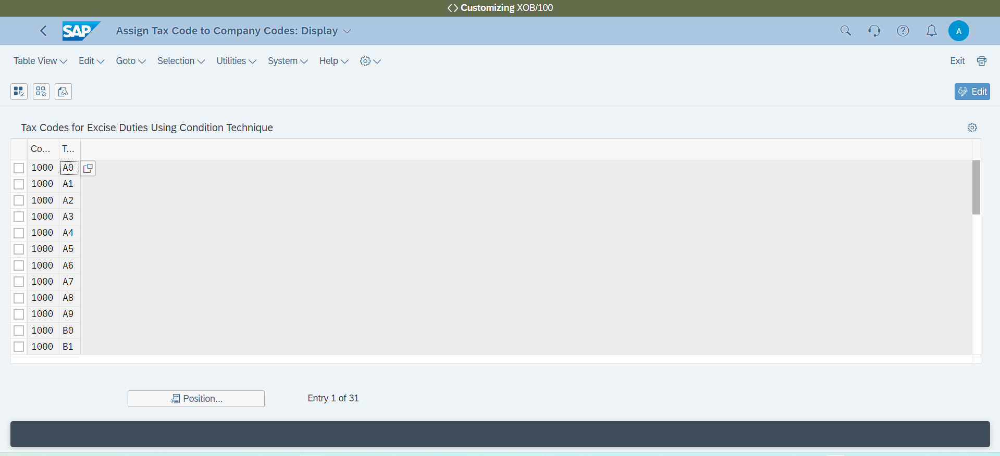 <> Customizing XOB/100
SAP Assign Tax Code to Company Codes: Display A
Table View Edit Goto Selection Utilities System Help Exit
Edit
Tax Codes for Excise Duties Using Condition Technique
Co... T...
1000 A0
1000 A1
1000 A2
1000 A3
1000 A4
1000 A5
1000 A6
1000 A7
1000 A8
1000 A9
1000 B0
1000 B1
Position... Entry 1 of 31